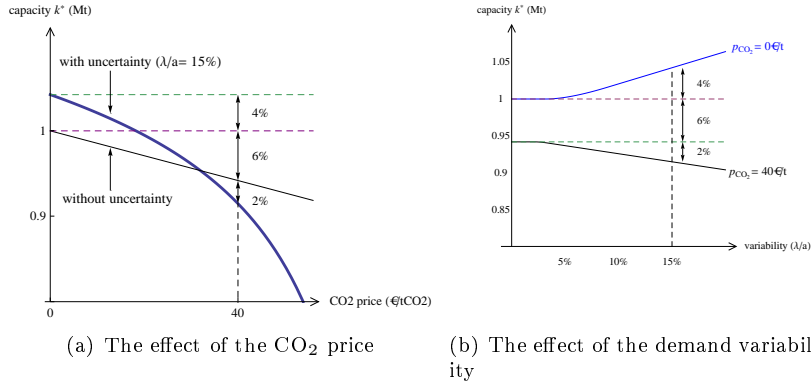 capacity k* (Mt)
with uncertainty (λ/a= 15%)
4%
1
6%
without uncertainty
2%
0.9
0
40
CO2 price (€/tCO2)
(a) The effect of the CO₂ price
capacity k* (Mt)
p_CO₂ = 0€/t
1.05
4%
1
6%
0.95
2%
0.9
p_CO₂ = 40€/t
0.85
variability (λ/a)
5%
10%
15%
(b) The effect of the demand variabil
ity